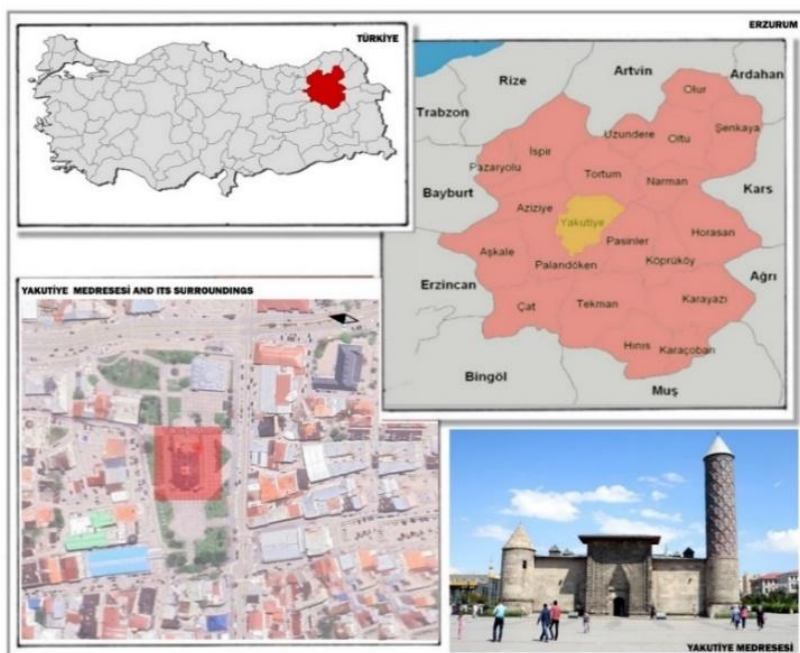 TÜRKİYE
ERZURUM
Rize
Artvin
Ardahan
Trabzon
Olur
Uzundere
Oltu
Şenkaya
İspir
Pazaryolu
Tortum
Narman
Bayburt
Kars
Aziziye
Yakutiye
Pasinler
Horasan
Aşkale
Palandöken
Köprüköy
Erzincan
Ağrı
Çat
Tekman
Karayazı
Hınıs
Karaçoban
Bingöl
Muş
YAKUTİYE MEDRESESİ AND ITS SURROUNDINGS
YAKUTİYE MEDRESESİ